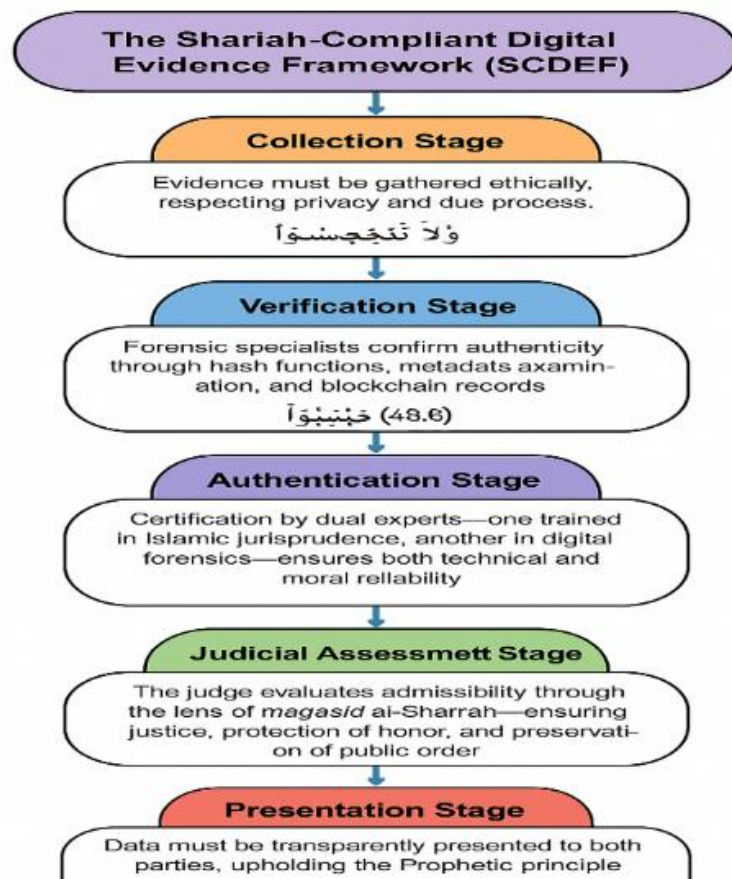 The Shariah-Compliant Digital
Evidence Framework (SCDEF)
Collection Stage
Evidence must be gathered ethically,
respecting privacy and due process.
Verification Stage
Forensic specialists confirm authenticity
through hash functions, metadats axamin-
ation, and blockchain records
(48.6)
Authentication Stage
Certification by dual experts—one trained
in Islamic jurisprudence, another in digital
forensics—ensures both technical and
moral rellability
Judicial Assessmett Stage
The judge evaluates admissibility through
the lens of magasid ai-Sharrah—ensuring
justice, protection of honor, and preservati-
on of public order
Presentation Stage
Data must be transparently presented to both
parties, upholding the Prophetic principle